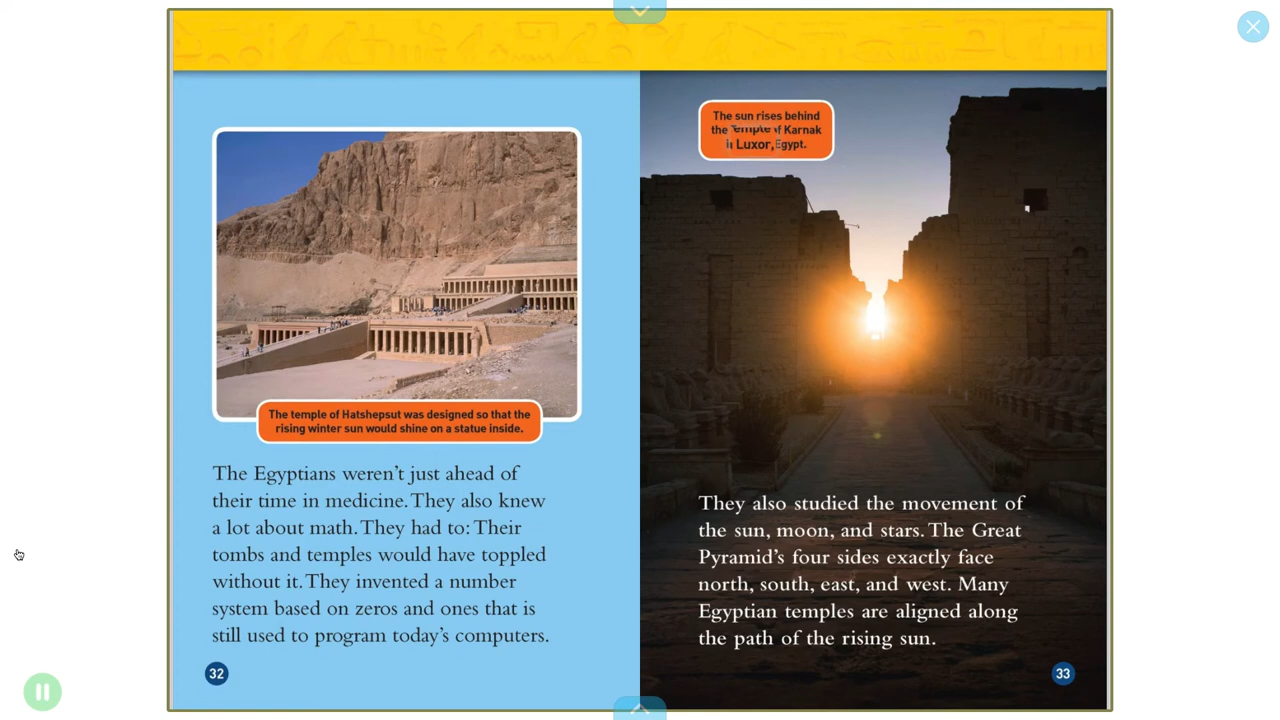 The temple of Hatshepsut was designed so that the
rising winter sun would shine on a statue inside.
The Egyptians weren't just ahead of
their time in medicine. They also knew
a lot about math. They had to: Their
tombs and temples would have toppled
without it. They invented a number
system based on zeros and ones that is
still used to program today's computers.
32
The sun rises behind
the Temple of Karnak
in Luxor, Egypt.
They also studied the movement of
the sun, moon, and stars. The Great
Pyramid's four sides exactly face
north, south, east, and west. Many
Egyptian temples are aligned along
the path of the rising sun.
33